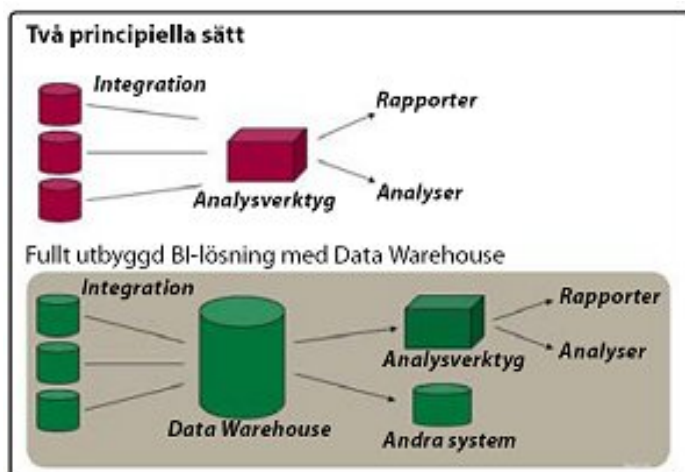 Två principiella sätt
Integration
Rapporter
Analysverktyg
Analyser
Fullt utbyggd BI-lösning med Data Warehouse
Integration
Rapporter
Analysverktyg
Analyser
Data Warehouse
Andra system